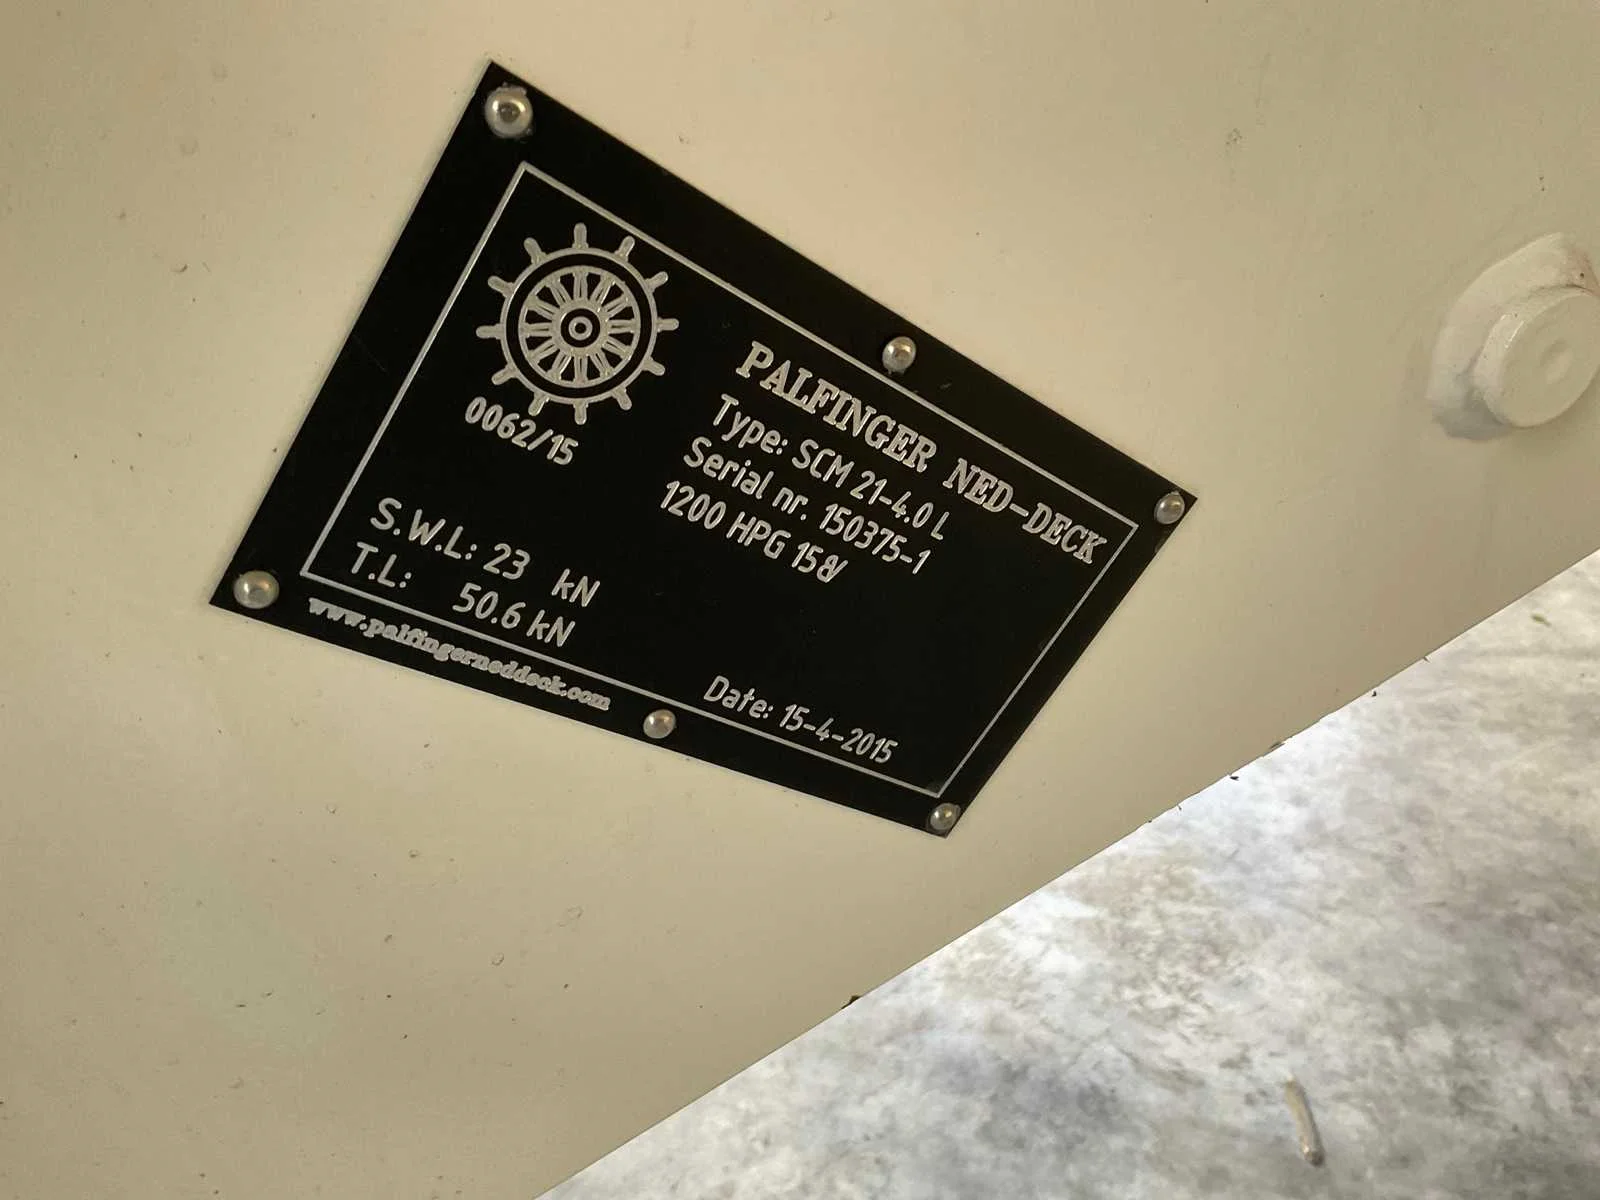 0062/15
PALFINGER NED-DECK
Type: SCM 21-4.0 L
Serial nr. 150375-1
1200 HPG
S.W.L: 23 kN
T.L: 50.6 kN
Date: 15-4-2015
www.palfingerneddeck.com